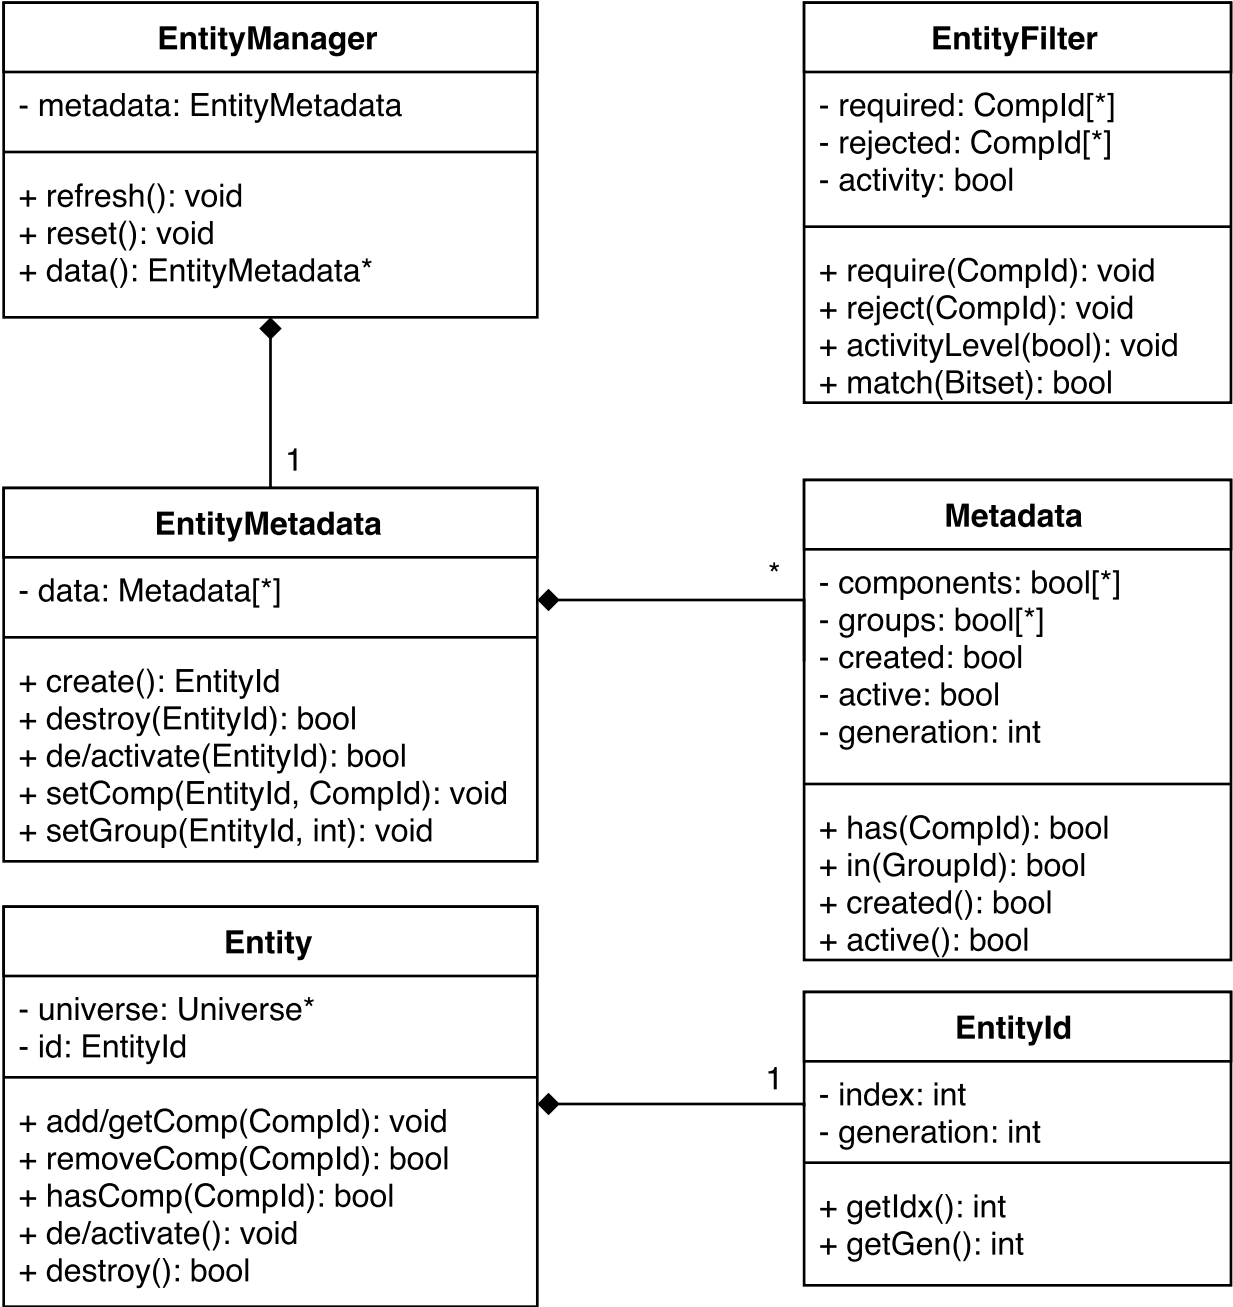 EntityManager
- metadata: EntityMetadata
+ refresh(): void
+ reset(): void
+ data(): EntityMetadata*
EntityFilter
- required: CompId[*]
- rejected: CompId[*]
- activity: bool
+ require(CompId): void
+ reject(CompId): void
+ activityLevel(bool): void
+ match(Bitset): bool
1
EntityMetadata
- data: Metadata[*]
+ create(): EntityId
+ destroy(EntityId): bool
+ de/activate(EntityId): bool
+ setComp(EntityId, CompId): void
+ setGroup(EntityId, int): void
*
Metadata
- components: bool[*]
- groups: bool[*]
- created: bool
- active: bool
- generation: int
+ has(CompId): bool
+ in(GroupId): bool
+ created(): bool
+ active(): bool
Entity
- universe: Universe*
- id: EntityId
+ add/getComp(CompId): void
+ removeComp(CompId): bool
+ hasComp(CompId): bool
+ de/activate(): void
+ destroy(): bool
1
EntityId
- index: int
- generation: int
+ getIdx(): int
+ getGen(): int